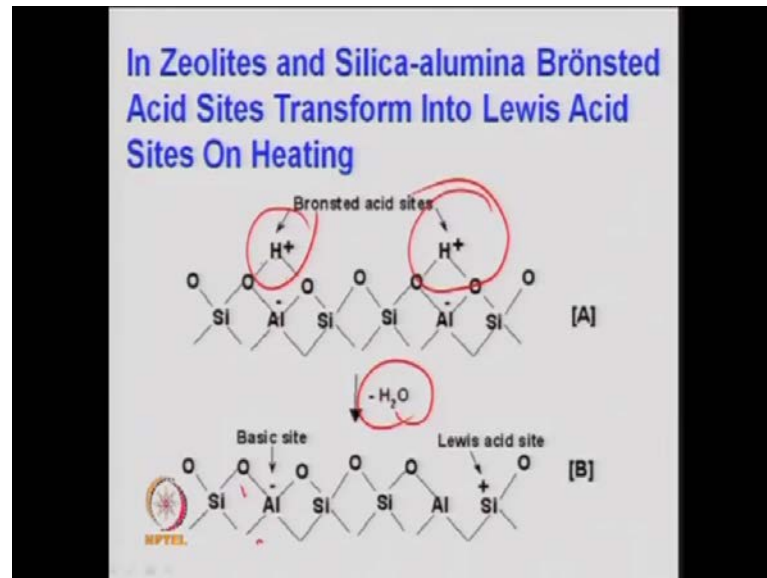 In Zeolites and Silica-alumina Brönsted
Acid Sites Transform Into Lewis Acid
Sites On Heating
Bronsted acid sites
H+ H+
O O O O O O O
Si Al - Si Si Al - Si [A]
- H2O
Basic site Lewis acid site
O O O O O O
Si Al - Si Si Al Si + [B]
NPTEL